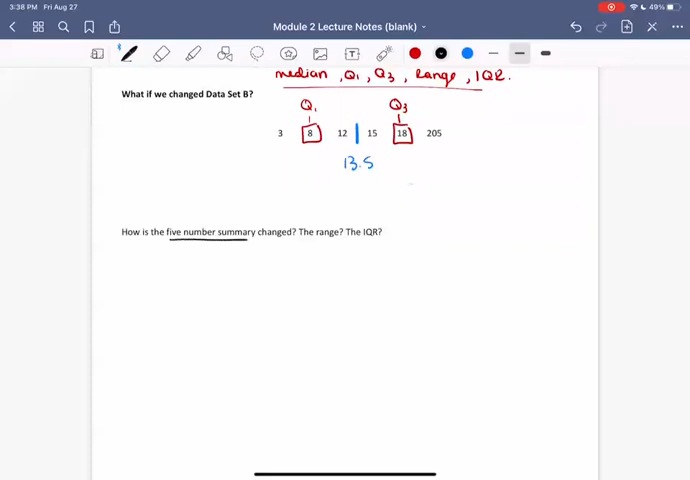 3:38 PM Fri Aug 27
49%
Module 2 Lecture Notes (blank)
median , Q1 , Q3 , Range , IQR.
What if we changed Data Set B?
Q1 Q3
3 8 12 15 18 205
13.5
How is the five number summary changed? The range? The IQR?